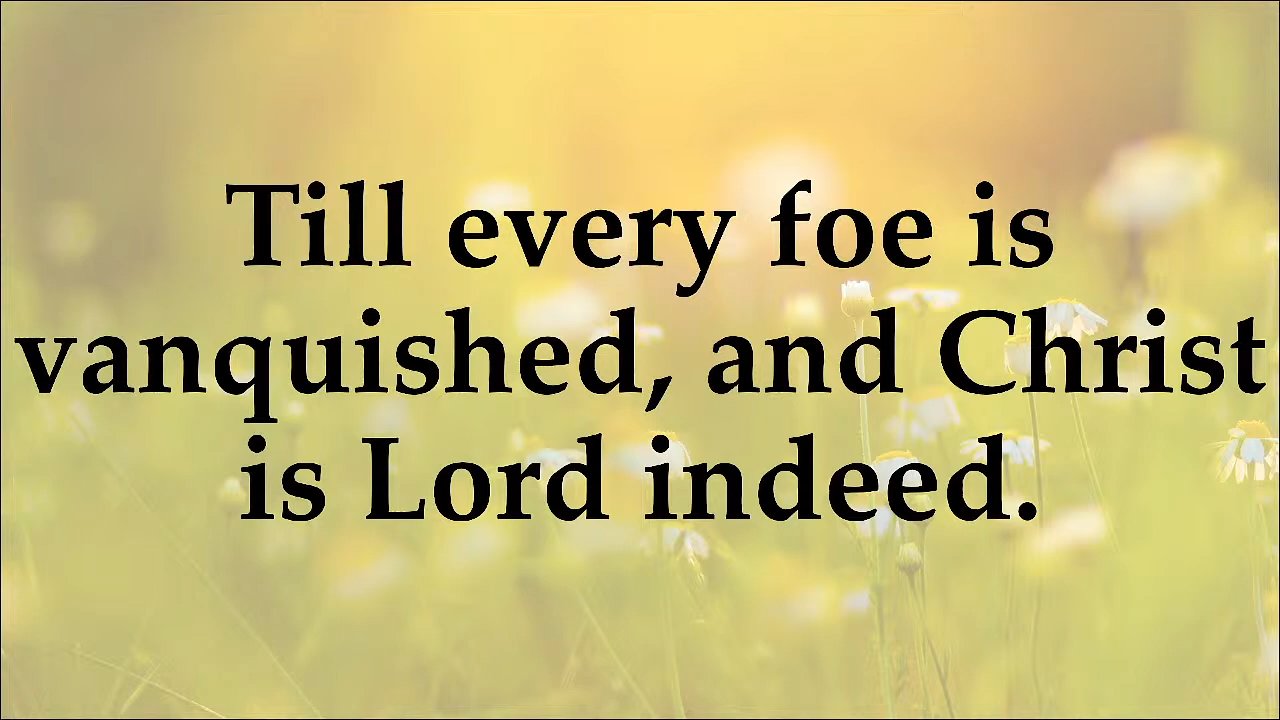 Till every foe is
vanquished, and Christ
is Lord indeed.